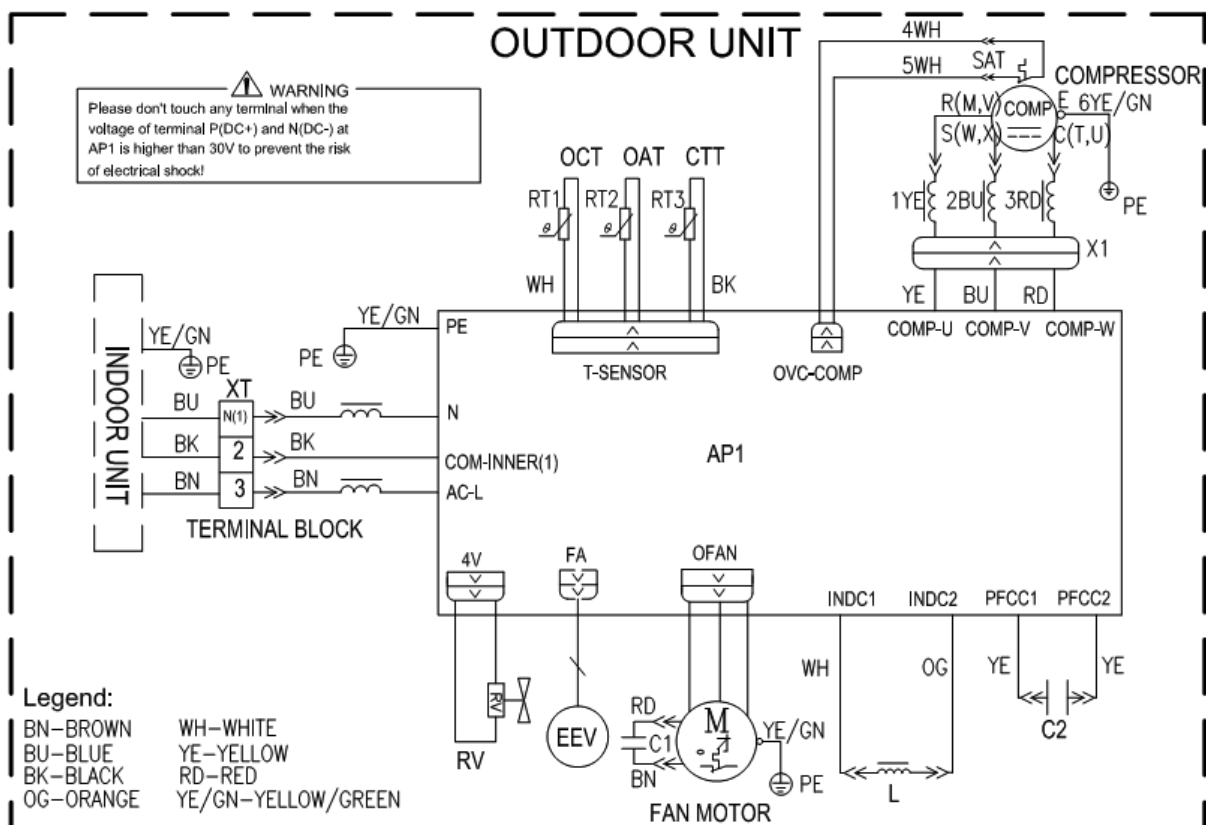 OUTDOOR UNIT
WARNING
Please don't touch any terminal when the
voltage of terminal P(DC+) and N(DC-) at
AP1 is higher than 30V to prevent the risk
of electrical shock!
4WH
5WH
SAT
COMPRESSOR
R(M,V)
COMP
E
6YE/GN
S(W,X)
C(T,U)
PE
1YE
2BU
3RD
X1
YE
BU
RD
OCT
OAT
CTT
RT1
RT2
RT3
θ
θ
θ
WH
BK
INDOOR UNIT
YE/GN
PE
YE/GN
PE
PE
T-SENSOR
OVC-COMP
COMP-U
COMP-V
COMP-W
XT
BU
N(1)
BU
N
BK
2
BK
COM-INNER(1)
BN
3
BN
AC-L
TERMINAL BLOCK
AP1
4V
FA
OFAN
INDC1
INDC2
PFCC1
PFCC2
RV
RV
EEV
RD
C1
BN
M
YE/GN
PE
FAN MOTOR
WH
OG
L
YE
YE
C2
Legend:
BN-BROWN WH-WHITE
BU-BLUE YE-YELLOW
BK-BLACK RD-RED
OG-ORANGE YE/GN-YELLOW/GREEN